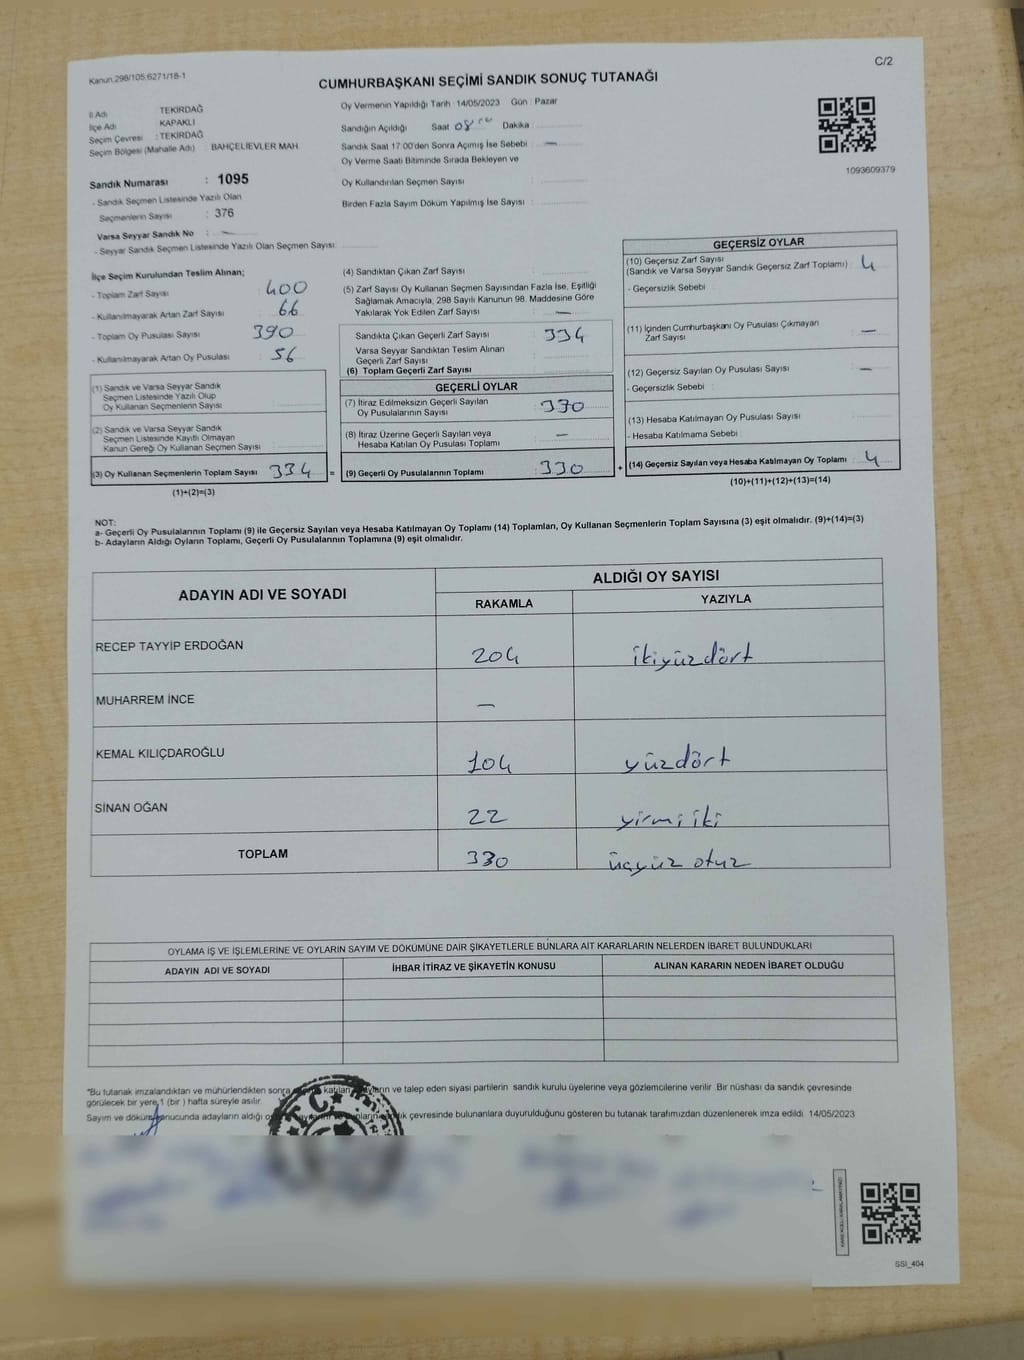 Kanun.298/105;6271/18-1
C/2
CUMHURBAŞKANI SEÇİMİ SANDIK SONUÇ TUTANAĞI
İl Adı TEKİRDAĞ
İlçe Adı KAPAKLI
Seçim Çevresi : TEKİRDAĞ
Seçim Bölgesi (Mahalle Adı) : BAHÇELİEVLER MAH.
Sandık Numarası : 1095
- Sandık Seçmen Listesinde Yazılı Olan
Seçmenlerin Sayısı : 376
Varsa Seyyar Sandık No : —
- Seyyar Sandık Seçmen Listesinde Yazılı Olan Seçmen Sayısı:
Oy Vermenin Yapıldığı Tarih 14/05/2023 Gün : Pazar
Sandığın Açıldığı Saat 08 Dakika :
Sandık Saat 17:00'den Sonra Açımış İse Sebebi : —
Oy Verme Saati Bitiminde Sırada Bekleyen ve
Oy Kullandırılan Seçmen Sayısı :
Birden Fazla Sayım Döküm Yapılmış İse Sayısı :
1093609379
İlçe Seçim Kurulundan Teslim Alınan;
- Toplam Zarf Sayısı : 400
- Kullanılmayarak Artan Zarf Sayısı : 66
- Toplam Oy Pusulası Sayısı : 390
- Kullanılmayarak Artan Oy Pusulası : 56
(1) Sandık ve Varsa Seyyar Sandık
Seçmen Listesinde Yazılı Olup
Oy Kullanan Seçmenlerin Sayısı :
(2) Sandık ve Varsa Seyyar Sandık
Seçmen Listesinde Kayıtlı Olmayan
Kanun Gereği Oy Kullanan Seçmen Sayısı :
(3) Oy Kullanan Seçmenlerin Toplam Sayısı : 334 =
(1)+(2)=(3)
(4) Sandıktan Çıkan Zarf Sayısı :
(5) Zarf Sayısı Oy Kullanan Seçmen Sayısından Fazla İse, Eşitliği
Sağlamak Amacıyla; 298 Sayılı Kanunun 98. Maddesine Göre
Yakılarak Yok Edilen Zarf Sayısı : —
Sandıkta Çıkan Geçerli Zarf Sayısı : 334
Varsa Seyyar Sandıktan Teslim Alınan
Geçerli Zarf Sayısı :
(6) Toplam Geçerli Zarf Sayısı
GEÇERLİ OYLAR
(7) İtiraz Edilmeksizin Geçerli Sayılan
Oy Pusulalarının Sayısı : 330
(8) İtiraz Üzerine Geçerli Sayılan veya
Hesaba Katılan Oy Pusulası Toplamı : —
(9) Geçerli Oy Pusulalarının Toplamı : 330 +
GEÇERSİZ OYLAR
(10) Geçersiz Zarf Sayısı
(Sandık ve Varsa Seyyar Sandık Geçersiz Zarf Toplamı) : 4
- Geçersizlik Sebebi :
(11) İçinden Cumhurbaşkanı Oy Pusulası Çıkmayan
Zarf Sayısı : —
(12) Geçersiz Sayılan Oy Pusulası Sayısı : —
- Geçersizlik Sebebi :
(13) Hesaba Katılmayan Oy Pusulası Sayısı :
- Hesaba Katılmama Sebebi :
(14) Geçersiz Sayılan veya Hesaba Katılmayan Oy Toplamı : 4
(10)+(11)+(12)+(13)=(14)
NOT:
a- Geçerli Oy Pusulalarının Toplamı (9) ile Geçersiz Sayılan veya Hesaba Katılmayan Oy Toplamı (14) Toplamları, Oy Kullanan Seçmenlerin Toplam Sayısına (3) eşit olmalıdır. (9)+(14)=(3)
b- Adayların Aldığı Oyların Toplamı, Geçerli Oy Pusulalarının Toplamına (9) eşit olmalıdır.
ADAYIN ADI VE SOYADI ALDIĞI OY SAYISI
RAKAMLA YAZIYLA
RECEP TAYYİP ERDOĞAN 204 ikiyüzdört
MUHARREM İNCE —
KEMAL KILIÇDAROĞLU 104 yüzdört
SİNAN OĞAN 22 yirmi iki
TOPLAM 330 üçyüz otuz
OYLAMA İŞ VE İŞLEMLERİNE VE OYLARIN SAYIM VE DÖKÜMÜNE DAİR ŞİKAYETLERLE BUNLARA AİT KARARLARIN NELERDEN İBARET BULUNDUKLARI
ADAYIN ADI VE SOYADI İHBAR İTİRAZ VE ŞİKAYETİN KONUSU ALINAN KARARIN NEDEN İBARET OLDUĞU
*Bu tutanak imzalandıktan ve mühürlendikten sonra ve talep eden siyasi partilerin sandık kurulu üyelerine veya gözlemcilerine verilir. Bir nüshası da sandık çevresinde
görülecek bir yere 1 (bir) hafta süreyle asılır.
Sayım ve döküm sonucunda adayların aldığı çevresinde bulunanlara duyurulduğunu gösteren bu tutanak tarafımızdan düzenlenerek imza edildi. 14/05/2023
T.C.
SSI_404